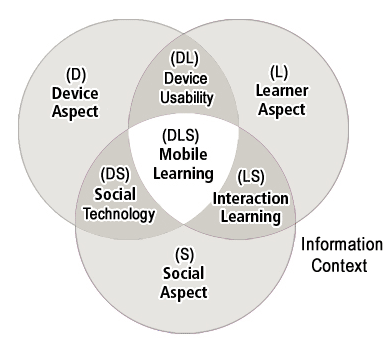 (DL)
Device
Usability
(D)
Device
Aspect
(L)
Learner
Aspect
(DLS)
Mobile
Learning
(DS)
Social
Technology
(LS)
Interaction
Learning
(S)
Social
Aspect
Information
Context